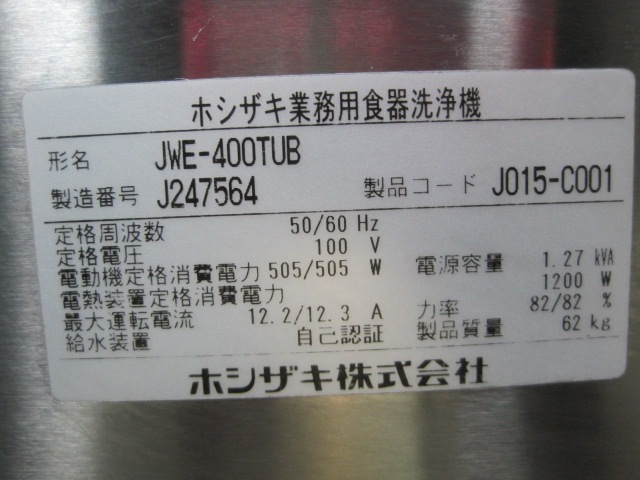 ホシザキ業務用食器洗浄機
形名 JWE-400TUB
製造番号 J247564 製品コード J015-C001
定格周波数 50/60 Hz
定格電圧 100 V
電動機定格消費電力 505/505 W 電源容量 1.27 kVA
電熱装置定格消費電力 1200 W
最大運転電流 12.2/12.3 A 力率 82/82 %
給水装置 自己認証 製品質量 62 kg
ホシザキ株式会社